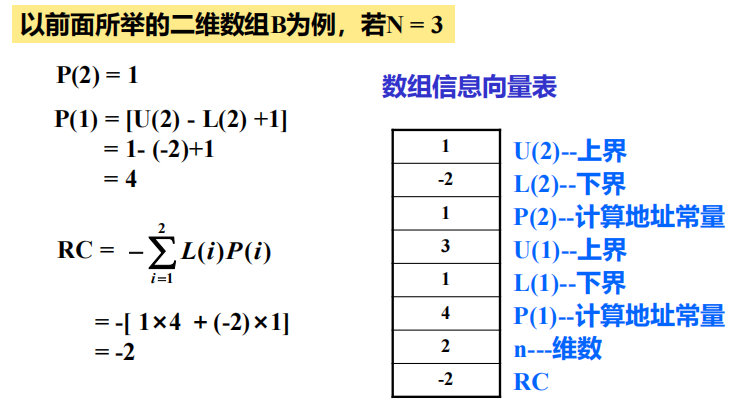 以前面所举的二维数组B为例，若N = 3
P(2) = 1
P(1) = [U(2) - L(2) +1]
= 1- (-2)+1
= 4
RC = − ∑_{i=1}^{2} L(i)P(i)
= -[ 1×4 + (-2)×1]
= -2
数组信息向量表
1 U(2)--上界
-2 L(2)--下界
1 P(2)--计算地址常量
3 U(1)--上界
1 L(1)--下界
4 P(1)--计算地址常量
2 n---维数
-2 RC